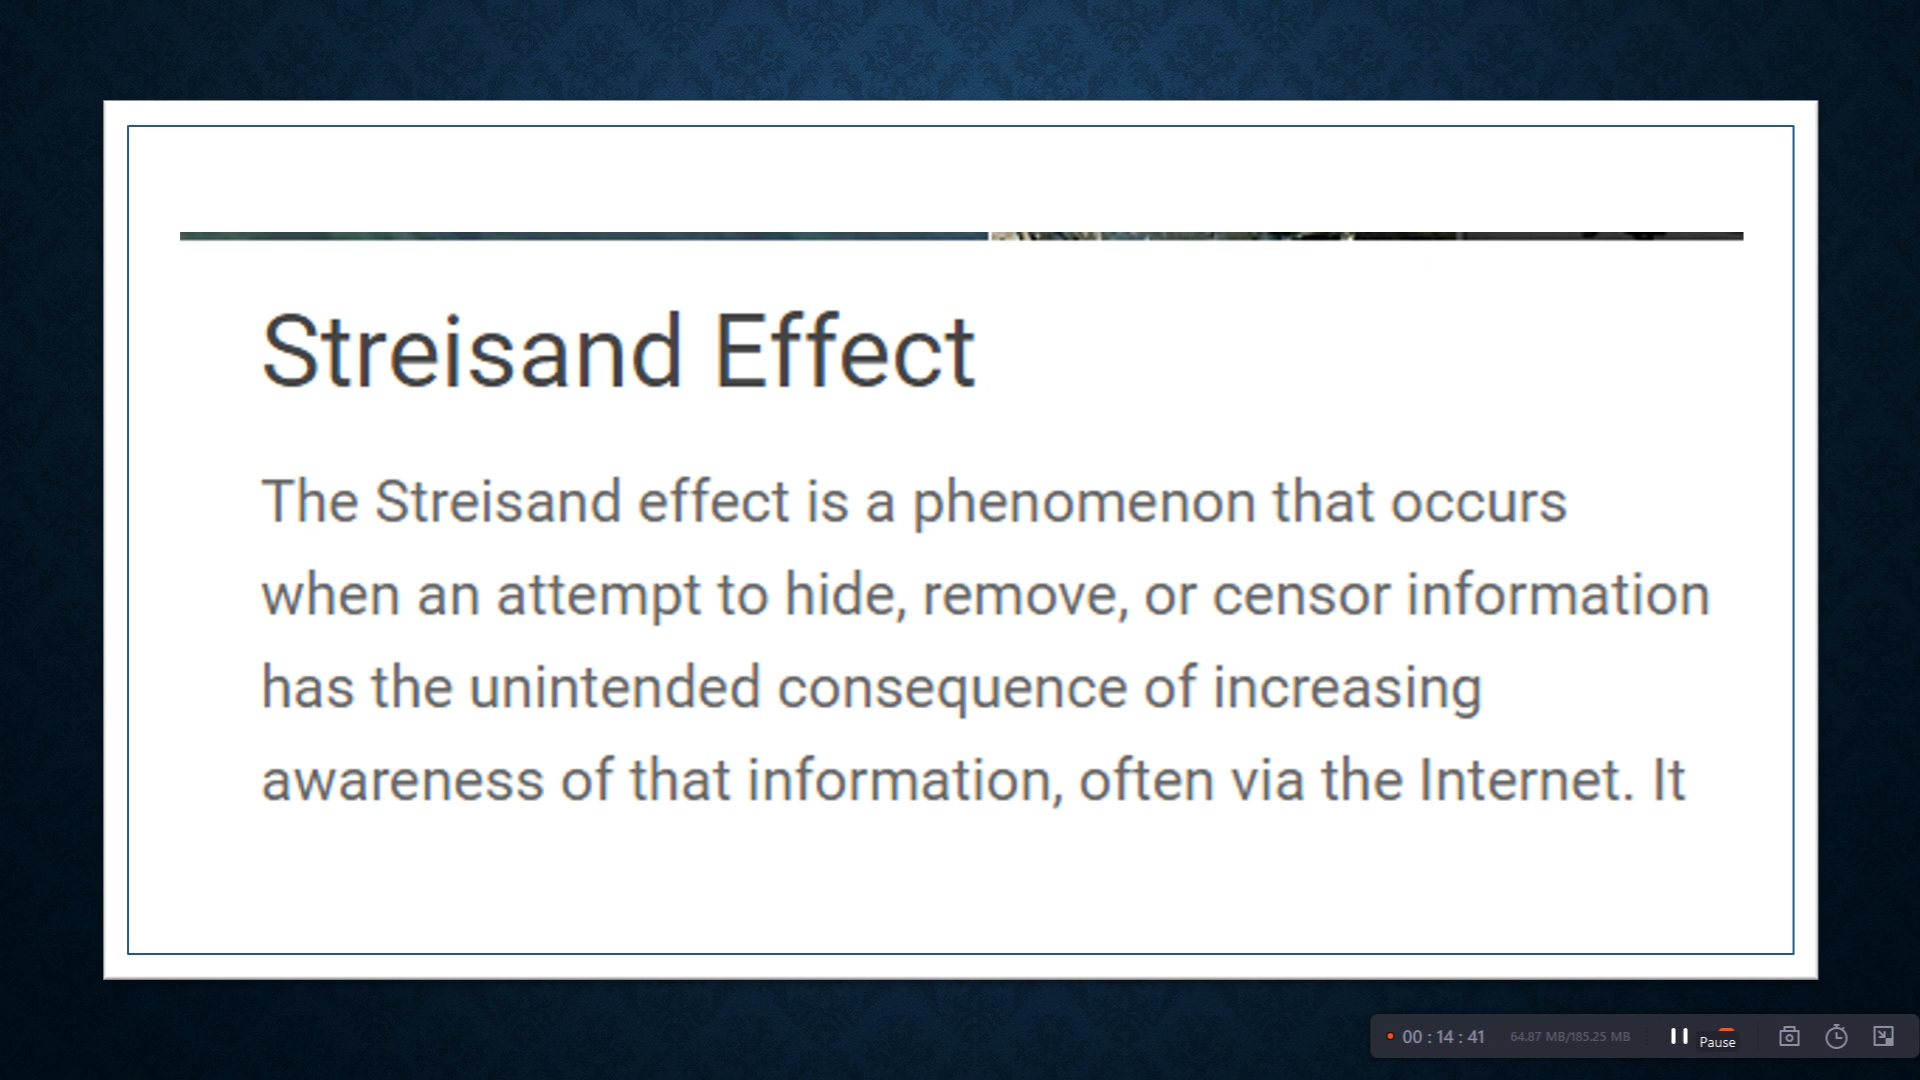 Streisand Effect
The Streisand effect is a phenomenon that occurs
when an attempt to hide, remove, or censor information
has the unintended consequence of increasing
awareness of that information, often via the Internet. It
00 : 14 : 41 64.87 MB/185.25 MB Pause